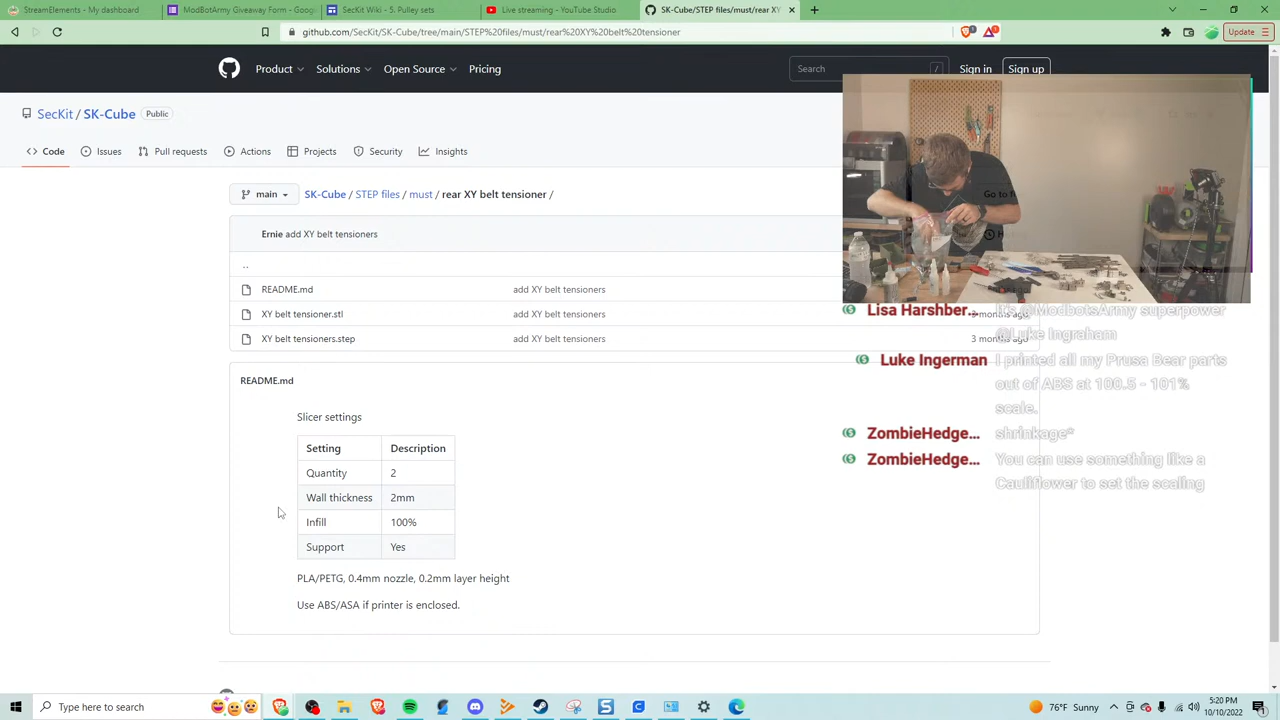 StreamElements - My dashboard
ModBotArmy Giveaway Form - Google
SecKit Wiki - 5. Pulley sets
Live streaming - YouTube Studio
SK-Cube/STEP files/must/rear XY
github.com/SecKit/SK-Cube/tree/main/STEP%20files/must/rear%20XY%20belt%20tensioner
Update
Product
Solutions
Open Source
Pricing
Search
/
Sign in
Sign up
SecKit / SK-Cube
Public
Code
Issues
Pull requests
Actions
Projects
Security
Insights
main
SK-Cube / STEP files / must / rear XY belt tensioner /
Go to
Ernie add XY belt tensioners
..
README.md
add XY belt tensioners
XY belt tensioner.stl
add XY belt tensioners
3 months ago
XY belt tensioners.step
add XY belt tensioners
3 months ago
README.md
Slicer settings
Setting Description
Quantity 2
Wall thickness 2mm
Infill 100%
Support Yes
PLA/PETG, 0.4mm nozzle, 0.2mm layer height
Use ABS/ASA if printer is enclosed.
Lisa Harshber... It's @ModbotsArmy superpower
@Luke Ingraham
Luke Ingerman I printed all my Prusa Bear parts
out of ABS at 100.5 - 101%
scale.
ZombieHedge... shrinkage*
ZombieHedge... You can use something like a
Cauliflower to set the scaling
Type here to search
76°F Sunny
5:20 PM
10/10/2022